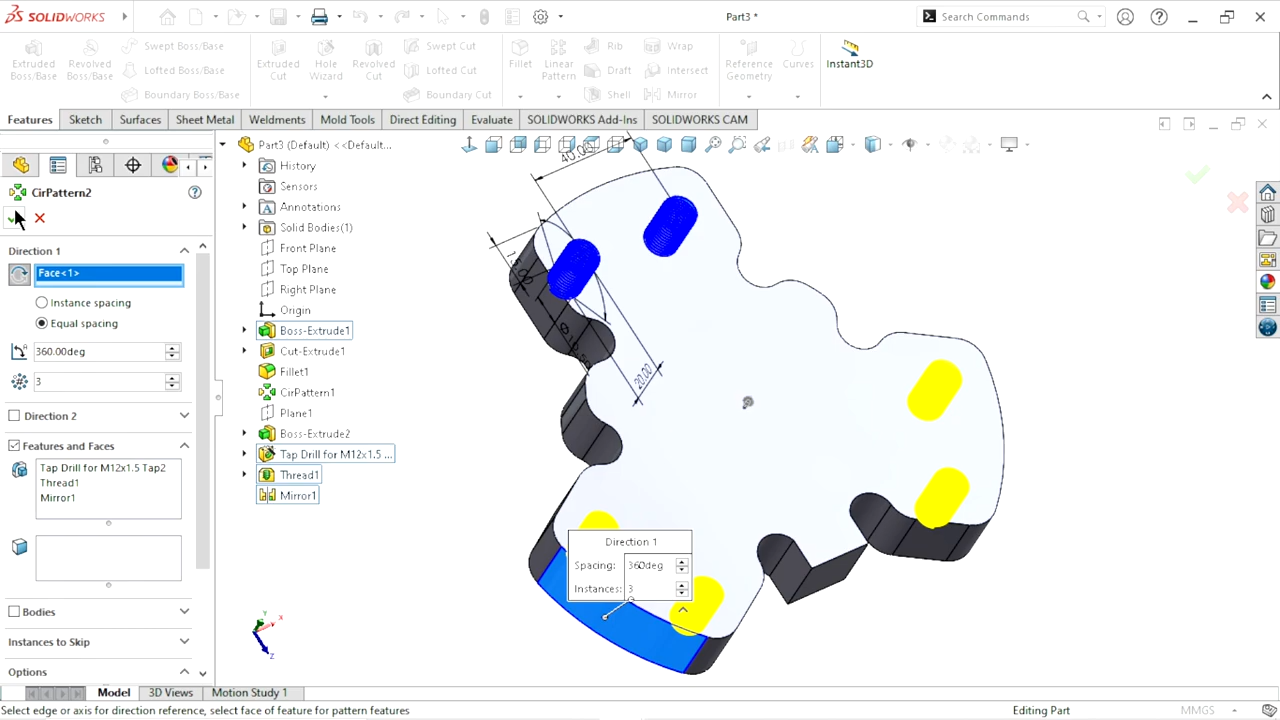 SOLIDWORKS
Part3 *
Search Commands
Extruded Boss/Base
Revolved Boss/Base
Swept Boss/Base
Lofted Boss/Base
Boundary Boss/Base
Extruded Cut
Hole Wizard
Revolved Cut
Swept Cut
Lofted Cut
Boundary Cut
Fillet
Linear Pattern
Rib
Draft
Shell
Wrap
Intersect
Mirror
Reference Geometry
Curves
Instant3D
Features
Sketch
Surfaces
Sheet Metal
Weldments
Mold Tools
Direct Editing
Evaluate
SOLIDWORKS Add-Ins
SOLIDWORKS CAM
CirPattern2
Direction 1
Face<1>
Instance spacing
Equal spacing
360.00deg
3
Direction 2
Features and Faces
Tap Drill for M12x1.5 Tap2
Thread1
Mirror1
Bodies
Instances to Skip
Options
Part3 (Default) <<Default...
History
Sensors
Annotations
Solid Bodies(1)
Front Plane
Top Plane
Right Plane
Origin
Boss-Extrude1
Cut-Extrude1
Fillet1
CirPattern1
Plane1
Boss-Extrude2
Tap Drill for M12x1.5 ...
Thread1
Mirror1
40.00
20.00
Direction 1
Spacing: 360deg
Instances: 3
Y
X
Z
Model
3D Views
Motion Study 1
Select edge or axis for direction reference, select face of feature for pattern features
Editing Part
MMGS